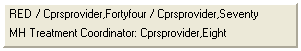 RED / Cprsprovider,Fortyfour / Cprsprovider,Seventy
MH Treatment Coordinator: Cprsprovider,Eight